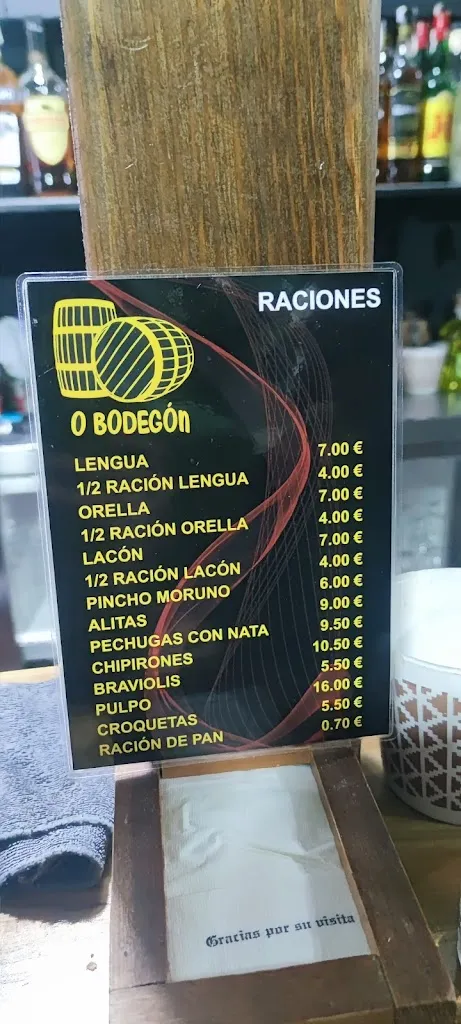 RACIONES
O BODEGÓN
LENGUA 7.00 €
1/2 RACIÓN LENGUA 4.00 €
ORELLA 7.00 €
1/2 RACIÓN ORELLA 4.00 €
LACÓN 7.00 €
1/2 RACIÓN LACÓN 4.00 €
PINCHO MORUNO 6.00 €
ALITAS 9.00 €
PECHUGAS CON NATA 9.50 €
CHIPIRONES 10.50 €
BRAVIOLIS 5.50 €
PULPO 16.00 €
CROQUETAS 5.50 €
RACIÓN DE PAN 0.70 €
Gracias por su visita